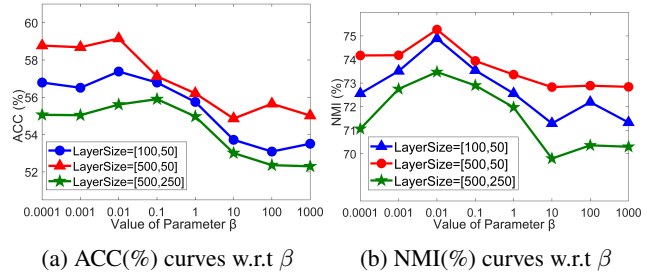 (a)
ACC (%)
60
58
56
54
52
LayerSize=[100,50]
LayerSize=[500,50]
LayerSize=[500,250]
0.0001 0.001 0.01 0.1 1 10 100 1000
Value of Parameter β
(a) ACC(%) curves w.r.t β
(b)
NMI (%)
75
74
73
72
71
70
LayerSize=[100,50]
LayerSize=[500,50]
LayerSize=[500,250]
0.0001 0.001 0.01 0.1 1 10 100 1000
Value of Parameter β
(b) NMI(%) curves w.r.t β